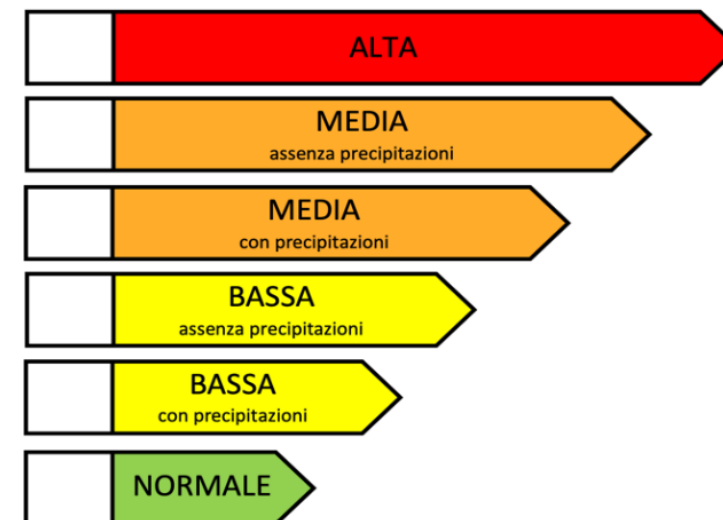 ALTA
MEDIA
assenza precipitazioni
MEDIA
con precipitazioni
BASSA
assenza precipitazioni
BASSA
con precipitazioni
NORMALE